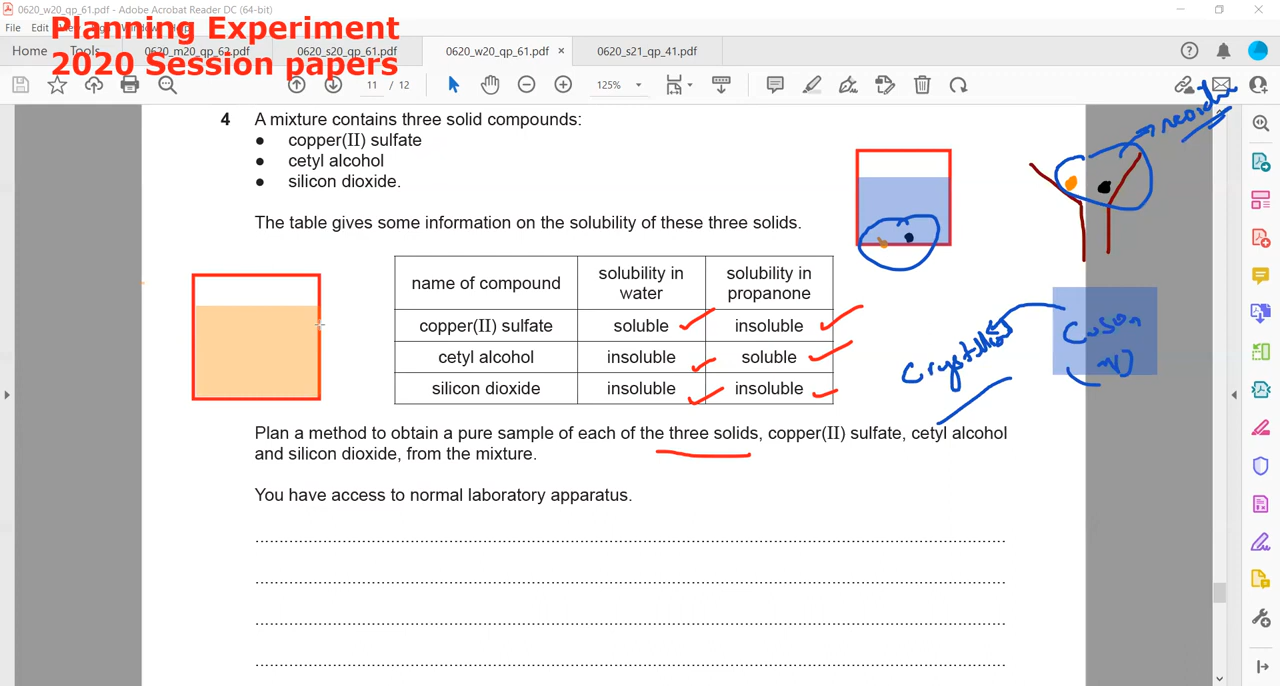 0620_w20_qp_61.pdf - Adobe Acrobat Reader DC (64-bit)
File Edit
Planning Experiment
2020 Session papers
Home Tools 0620_m20_qp_62.pdf 0620_s20_qp_61.pdf 0620_w20_qp_61.pdf × 0620_s21_qp_41.pdf
11 / 12 125%
4 A mixture contains three solid compounds:
● copper(II) sulfate
● cetyl alcohol
● silicon dioxide.
residue
The table gives some information on the solubility of these three solids.
name of compound solubility in water solubility in propanone
copper(II) sulfate soluble insoluble
cetyl alcohol insoluble soluble
silicon dioxide insoluble insoluble
Plan a method to obtain a pure sample of each of the three solids, copper(II) sulfate, cetyl alcohol
and silicon dioxide, from the mixture.
You have access to normal laboratory apparatus.